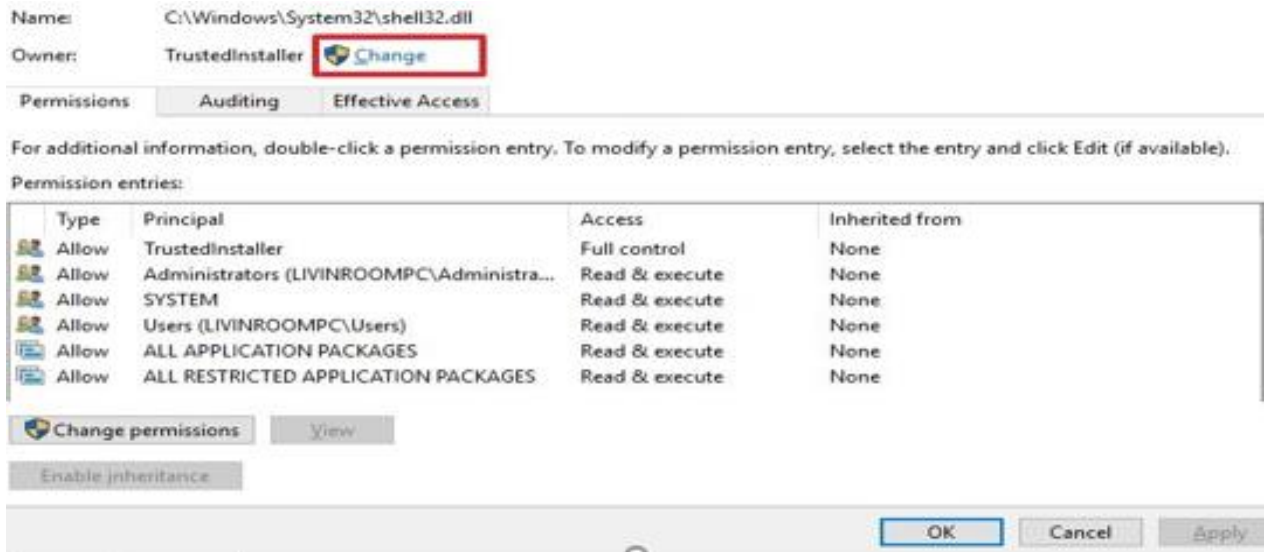 Name: C:\Windows\System32\shell32.dll
Owner: TrustedInstaller Change
Permissions Auditing Effective Access
For additional information, double-click a permission entry. To modify a permission entry, select the entry and click Edit (if available).
Permission entries:
Type Principal Access Inherited from
Allow TrustedInstaller Full control None
Allow Administrators (LIVINROOMPC\Administra... Read & execute None
Allow SYSTEM Read & execute None
Allow Users (LIVINROOMPC\Users) Read & execute None
Allow ALL APPLICATION PACKAGES Read & execute None
Allow ALL RESTRICTED APPLICATION PACKAGES Read & execute None
Change permissions View
Enable inheritance
OK Cancel Apply